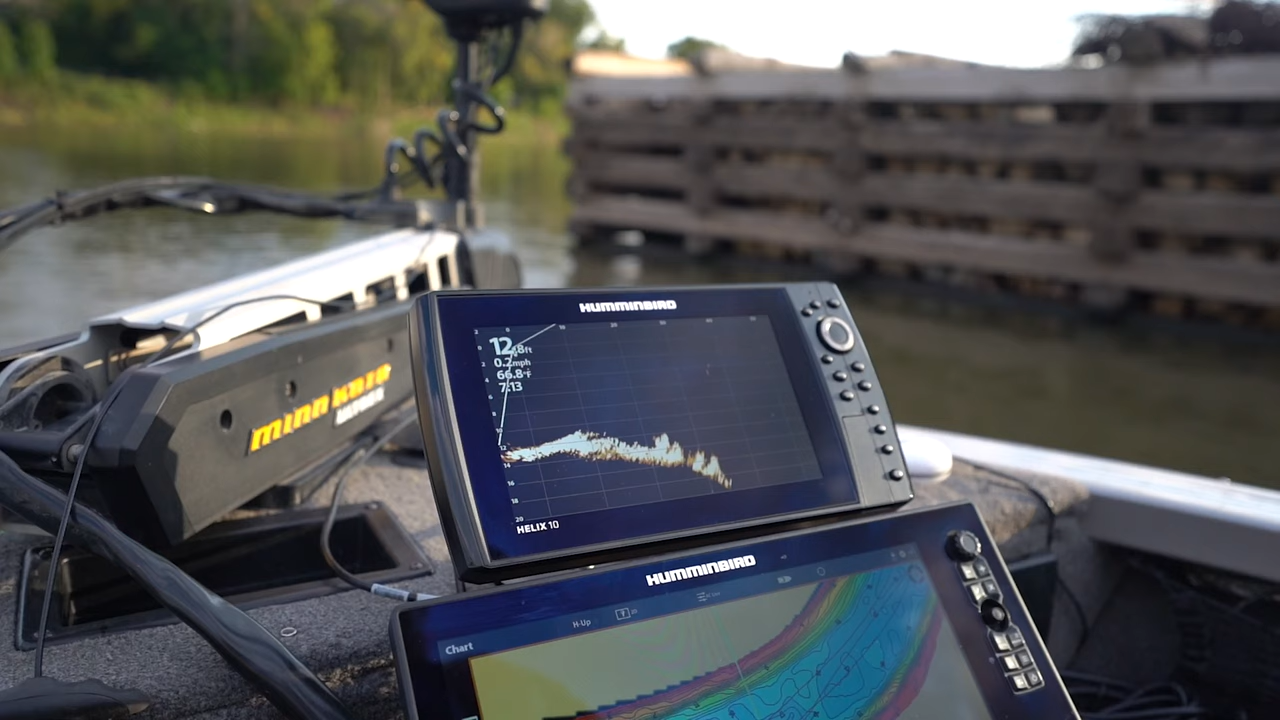 HUMMINBIRD
12.8ft
0.2mph
66.8°F
7:13
HELIX 10
minn kota
HUMMINBIRD
H-Up
Chart